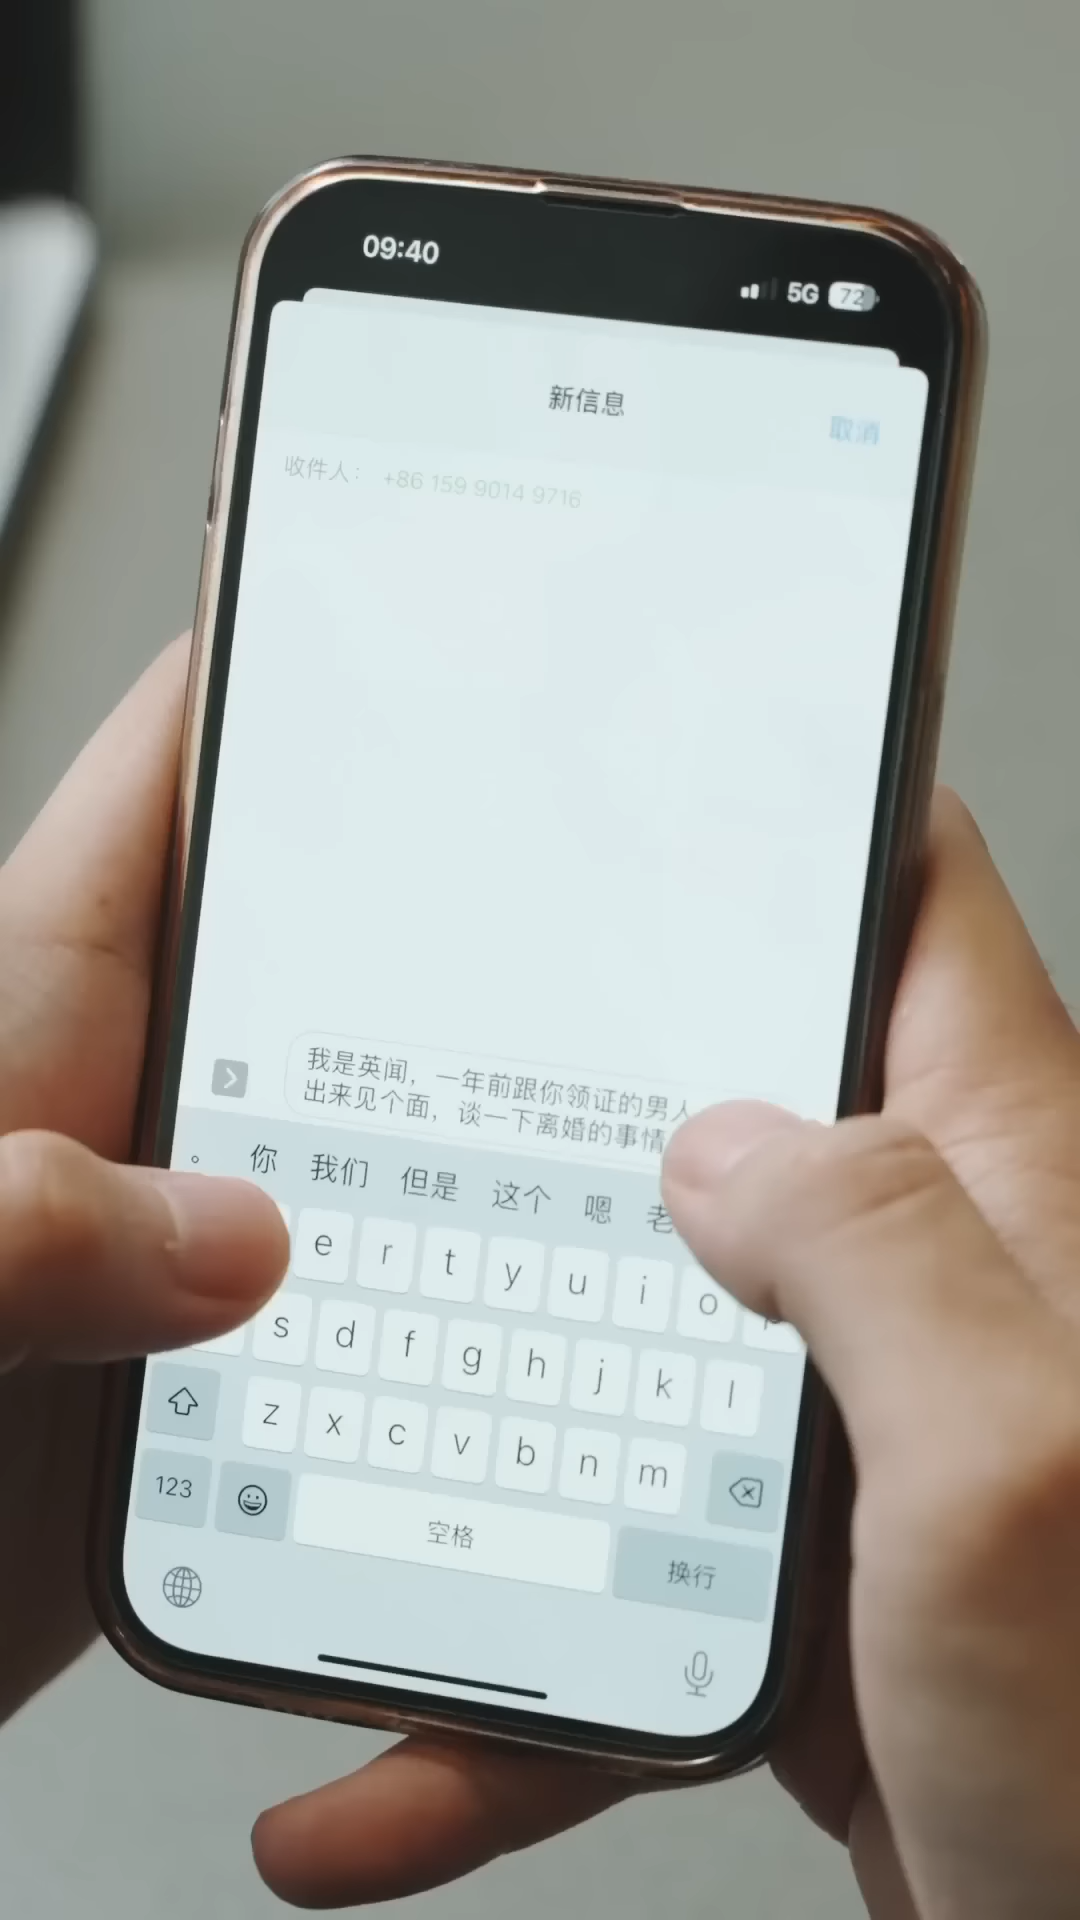 09:40
5G 72
新信息
取消
收件人： +86 159 9014 9716
我是英闻，一年前跟你领证的男人
出来见个面，谈一下离婚的事情
。 你 我们 但是 这个 嗯 老
e r t y u i o p
s d f g h j k l
z x c v b n m
123 空格 换行